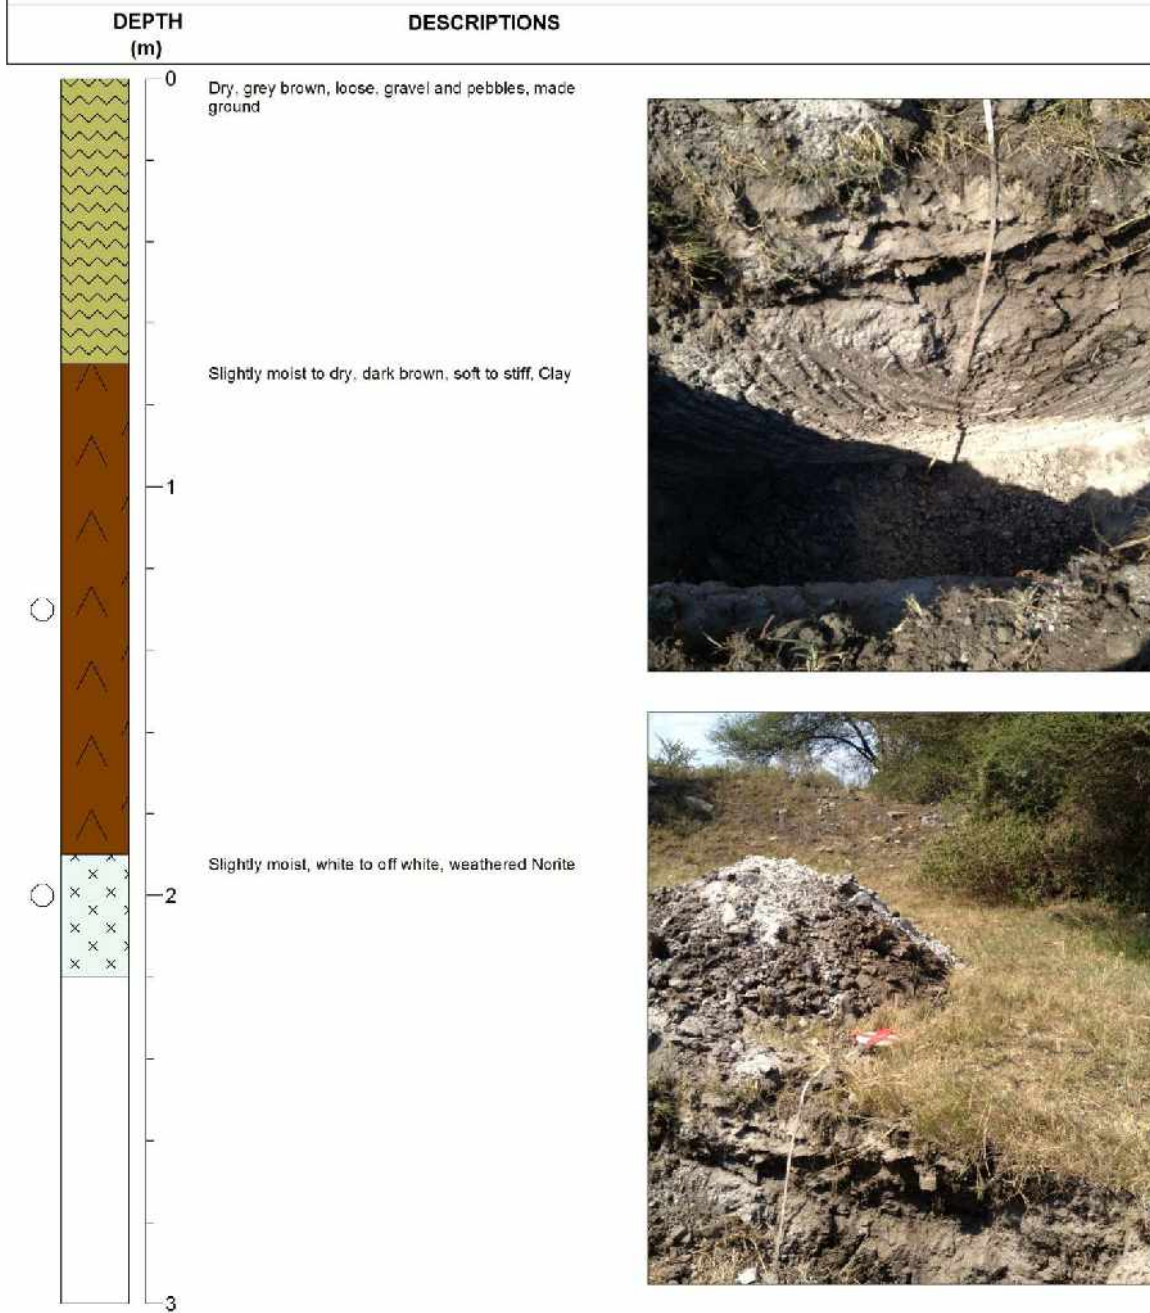 DEPTH
(m)
DESCRIPTIONS
0
Dry, grey brown, loose, gravel and pebbles, made
ground
Slightly moist to dry, dark brown, soft to stiff, Clay
1
Slightly moist, white to off white, weathered Norite
2
3